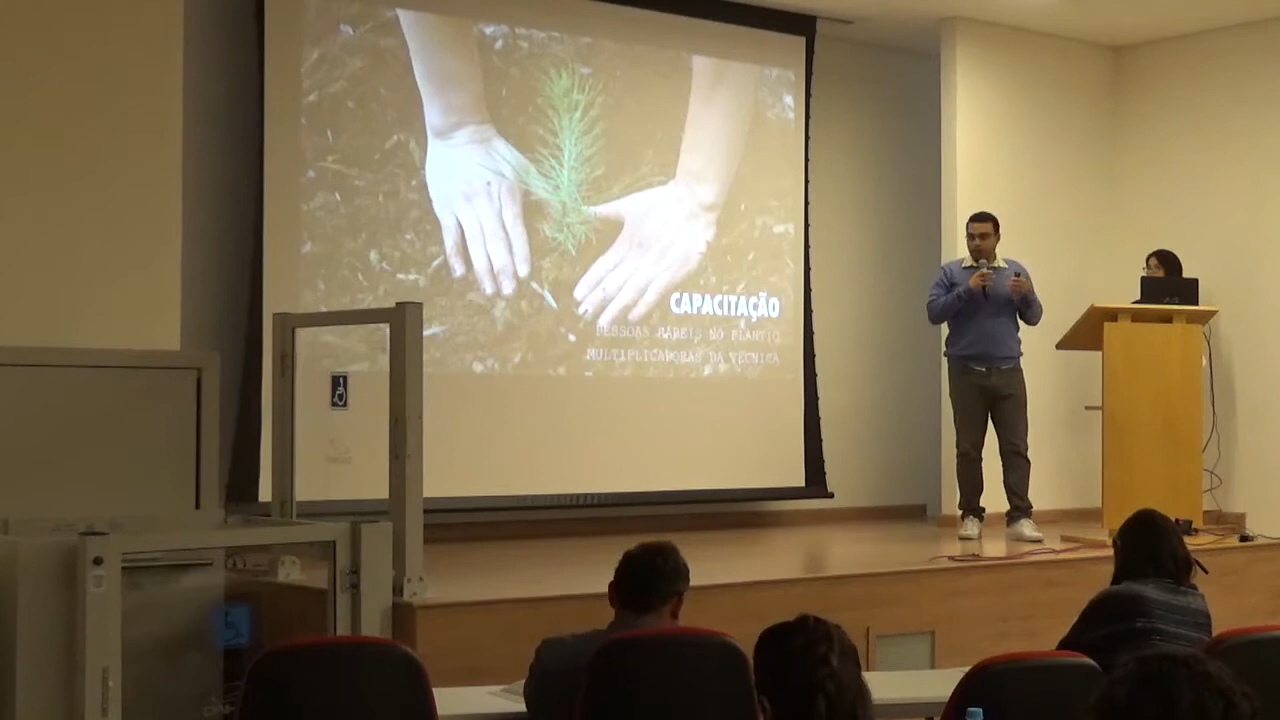 CAPACITAÇÃO
PESSOAS HÁBEIS NO PLANTIO
MULTIPLICADORAS DA TÉCNICA